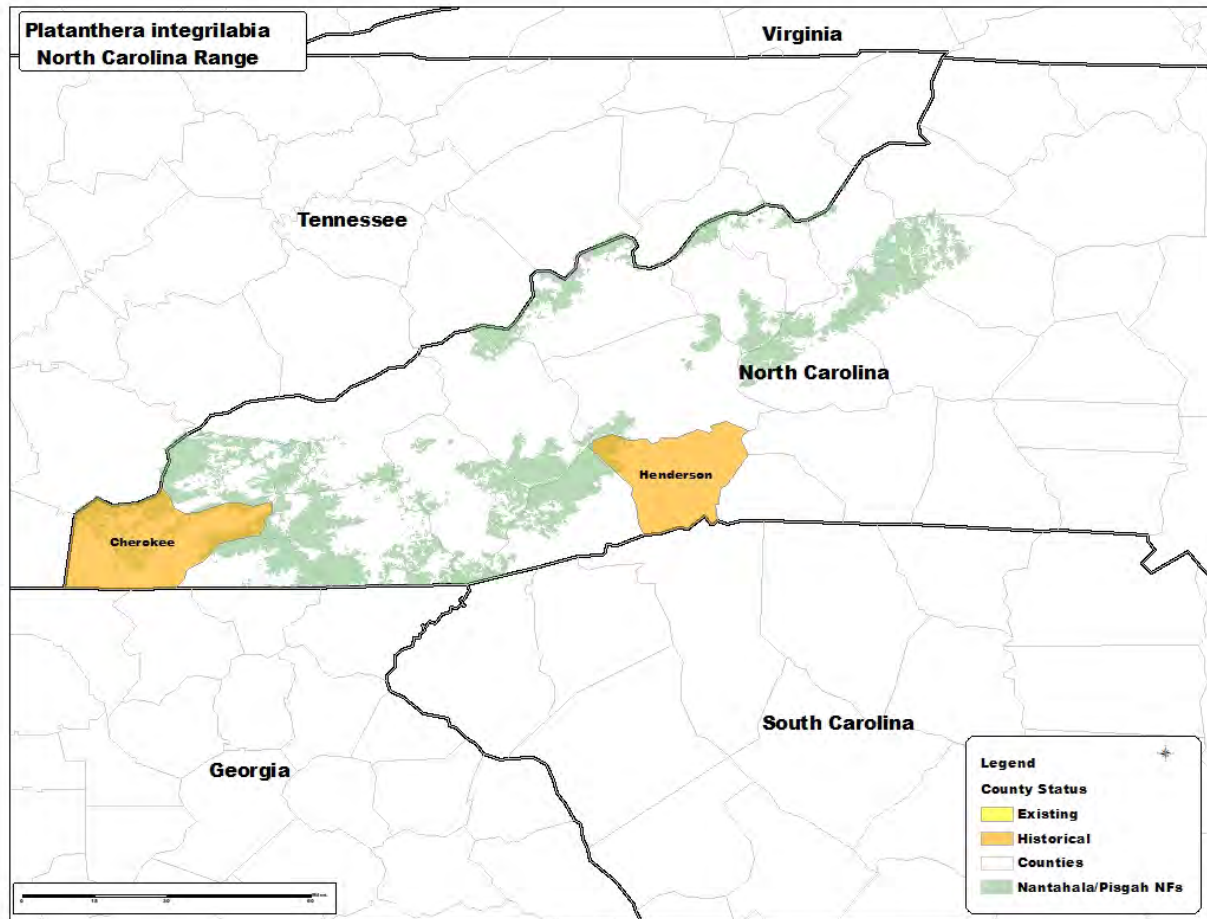 Platanthera integrilabia
North Carolina Range
Virginia
Tennessee
North Carolina
Henderson
Cherokee
South Carolina
Georgia
Legend
County Status
Existing
Historical
Counties
Nantahala/Pisgah NFs